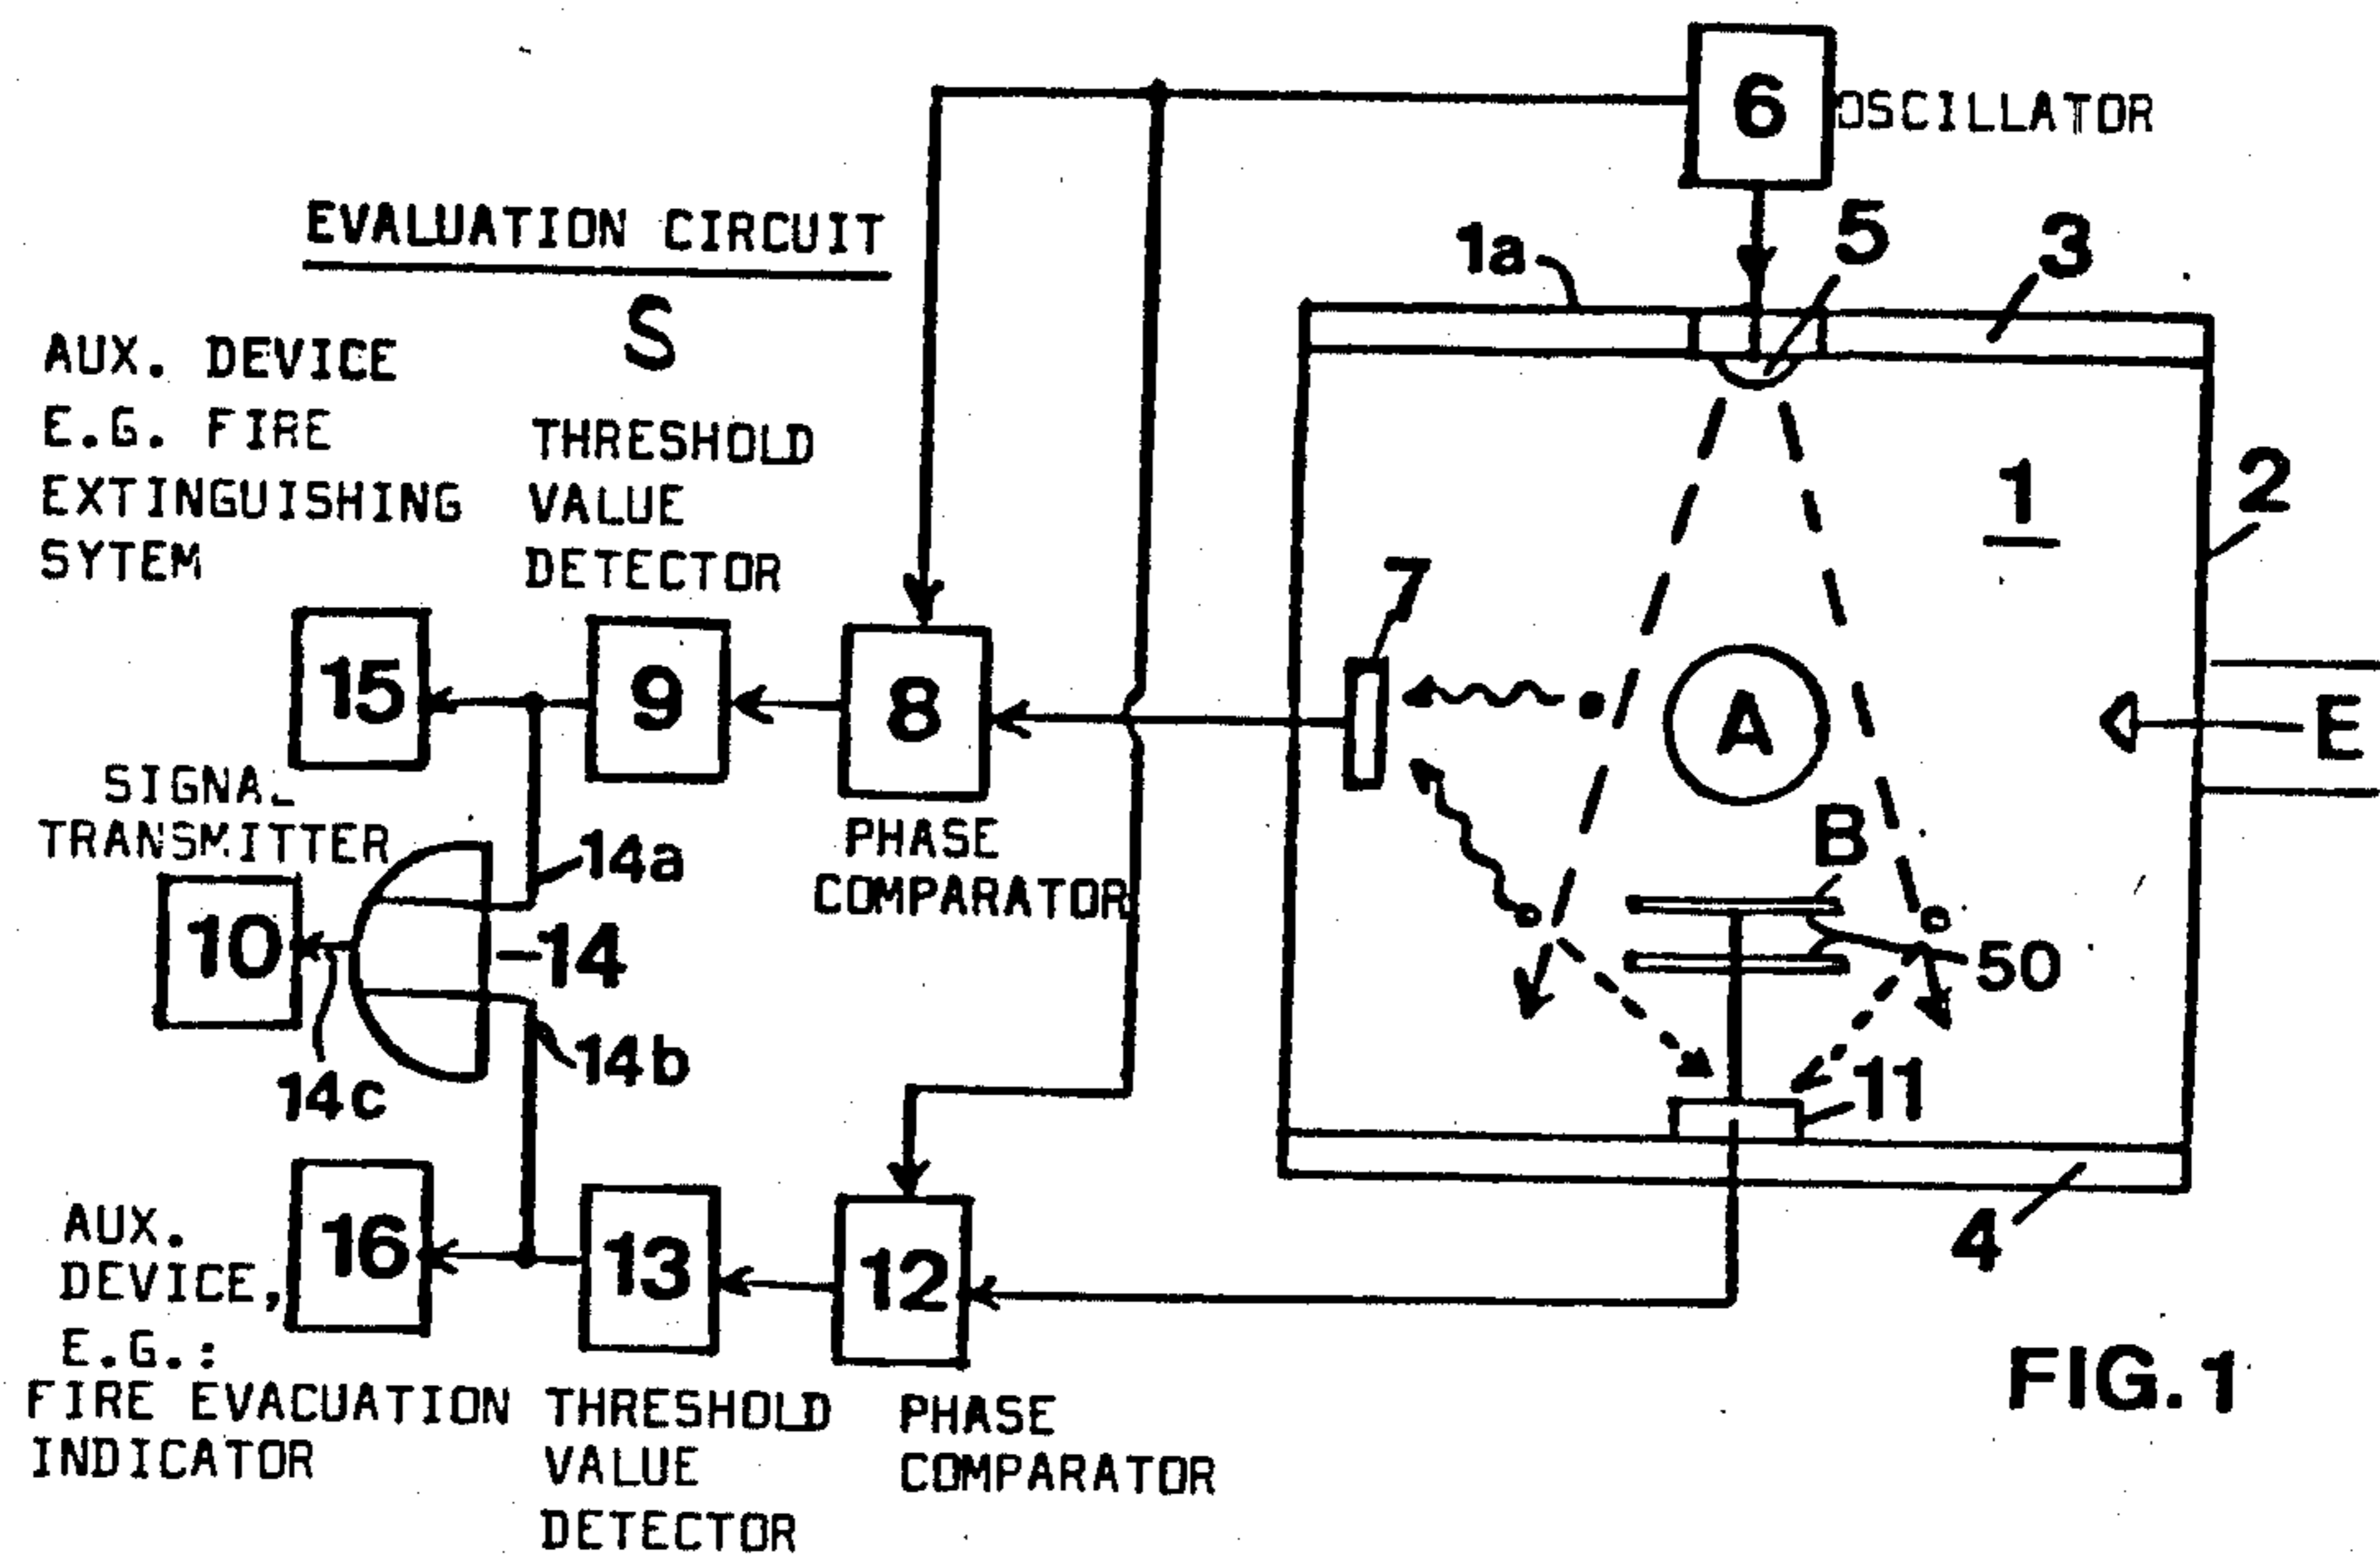 6
OSCILLATOR
EVALUATION CIRCUIT
S
1a
5
3
AUX. DEVICE
E.G. FIRE
EXTINGUISHING
SYTEM
THRESHOLD
VALUE
DETECTOR
1
2
7
15
9
8
A
E
SIGNAL
TRANSMITTER
14a
PHASE
COMPARATOR
B
10
14
50
14b
14c
11
16
13
12
4
AUX.
DEVICE,
E.G.:
FIRE EVACUATION
INDICATOR
THRESHOLD
VALUE
DETECTOR
PHASE
COMPARATOR
FIG.1